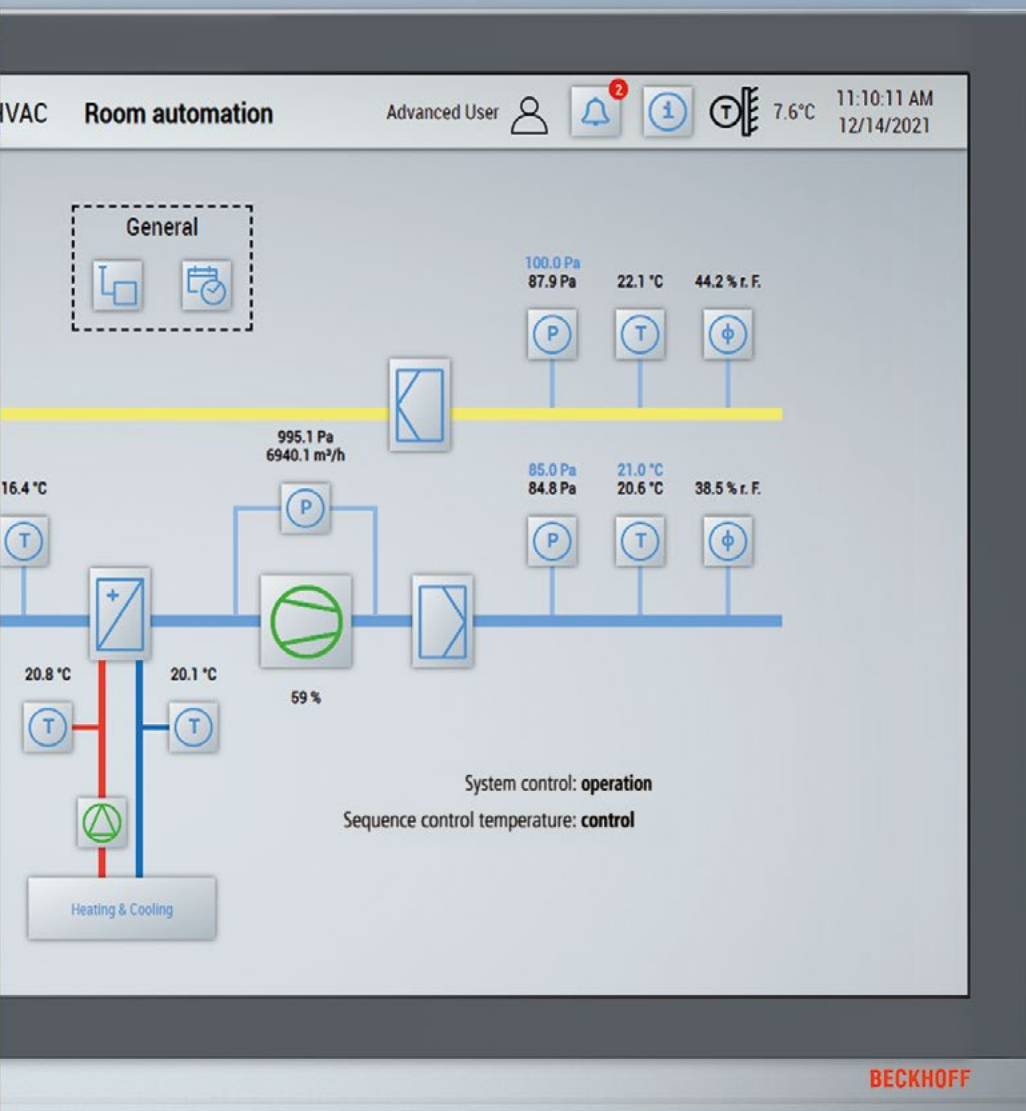 HVAC
Room automation
Advanced User
2
i
T
7.6°C
11:10:11 AM
12/14/2021
General
100.0 Pa
87.9 Pa
22.1 °C
44.2 % r. F.
P
T
ϕ
995.1 Pa
6940.1 m³/h
P
16.4 °C
T
85.0 Pa
84.8 Pa
21.0 °C
20.6 °C
38.5 % r. F.
P
T
ϕ
+
59 %
20.8 °C
20.1 °C
T
T
System control: operation
Sequence control temperature: control
Heating & Cooling
BECKHOFF